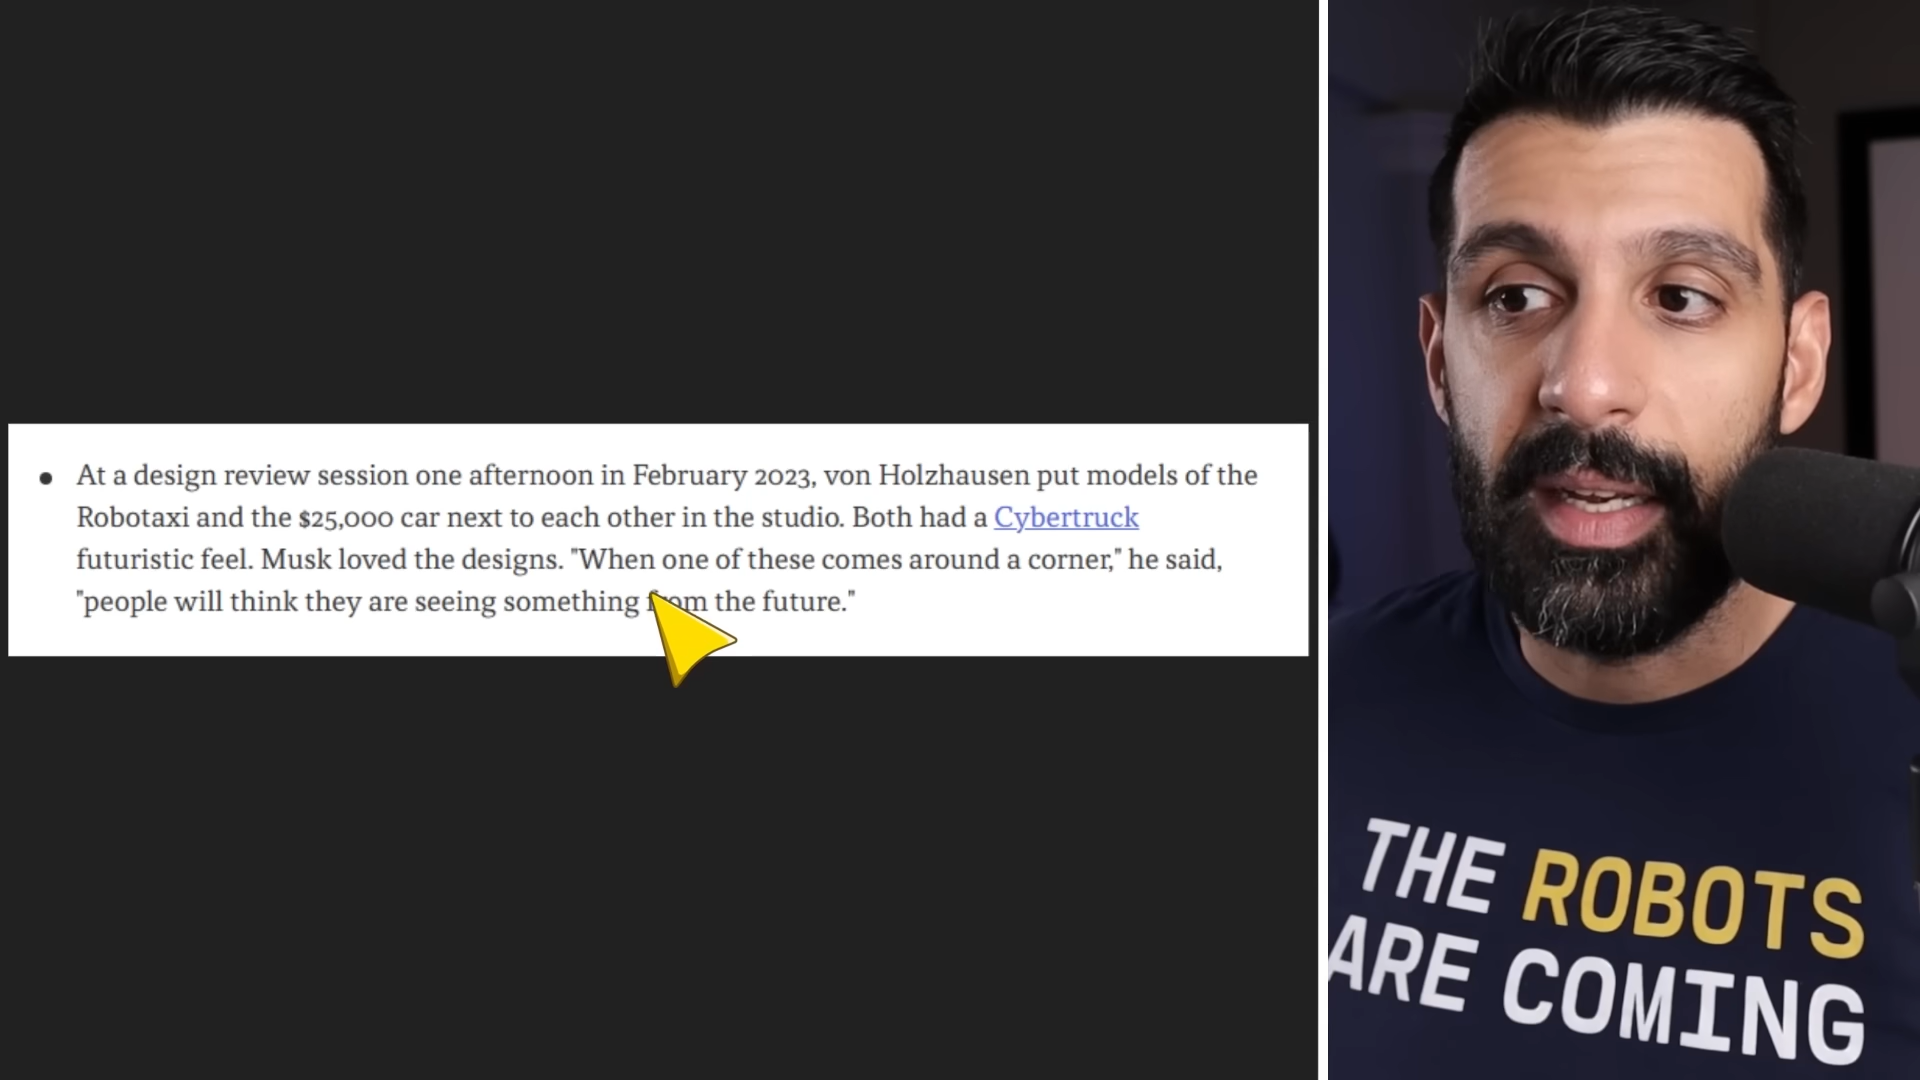 At a design review session one afternoon in February 2023, von Holzhausen put models of the
Robotaxi and the $25,000 car next to each other in the studio. Both had a Cybertruck
futuristic feel. Musk loved the designs. "When one of these comes around a corner," he said,
"people will think they are seeing something from the future."
THE ROBOTS
ARE COMING